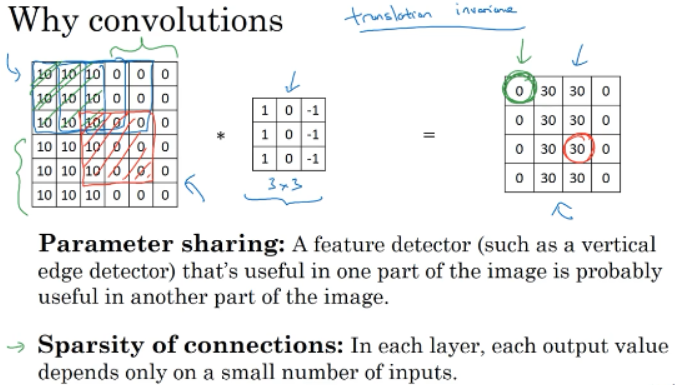 Why convolutions
translation invariance
10 10 10 0 0 0
10 10 10 0 0 0
10 10 10 0 0 0
10 10 10 0 0 0
10 10 10 0 0 0
10 10 10 0 0 0
*
1 0 -1
1 0 -1
1 0 -1
3x3
=
0 30 30 0
0 30 30 0
0 30 30 0
0 30 30 0
Parameter sharing: A feature detector (such as a vertical
edge detector) that's useful in one part of the image is probably
useful in another part of the image.
→ Sparsity of connections: In each layer, each output value
depends only on a small number of inputs.